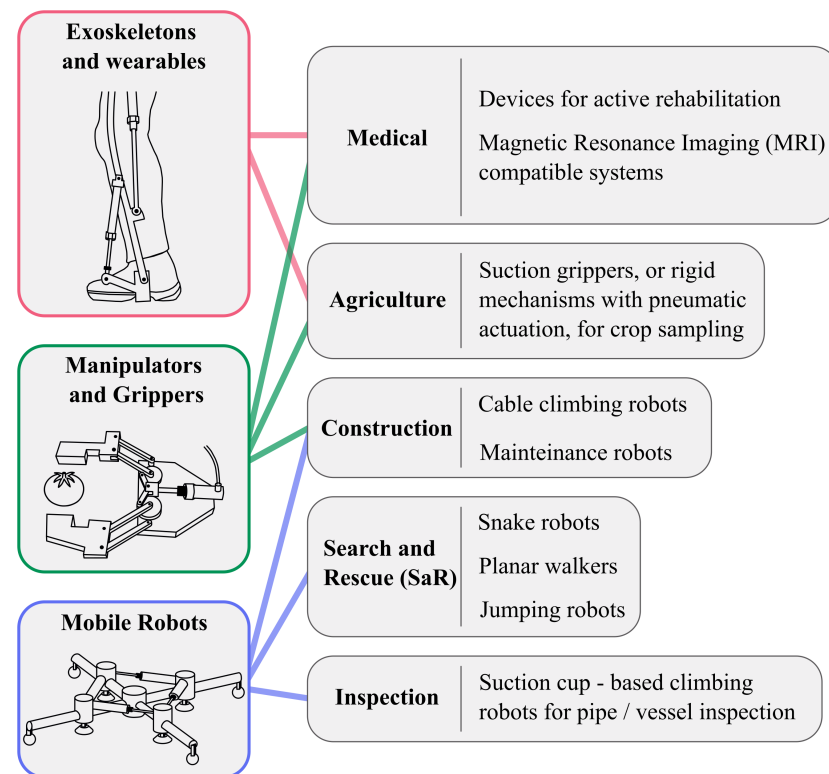 Exoskeletons
and wearables
Manipulators
and Grippers
Mobile Robots
Medical
Devices for active rehabilitation
Magnetic Resonance Imaging (MRI)
compatible systems
Agriculture
Suction grippers, or rigid
mechanisms with pneumatic
actuation, for crop sampling
Construction
Cable climbing robots
Mainteinance robots
Search and
Rescue (SaR)
Snake robots
Planar walkers
Jumping robots
Inspection
Suction cup - based climbing
robots for pipe / vessel inspection